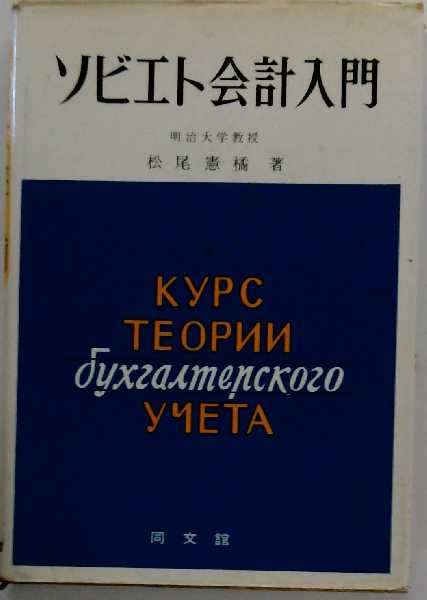 ソビエト会計入門
明治大学教授
松尾憲橘 著
КУРС
ТЕОРИИ
бухгалтерского
УЧЕТА
同文舘